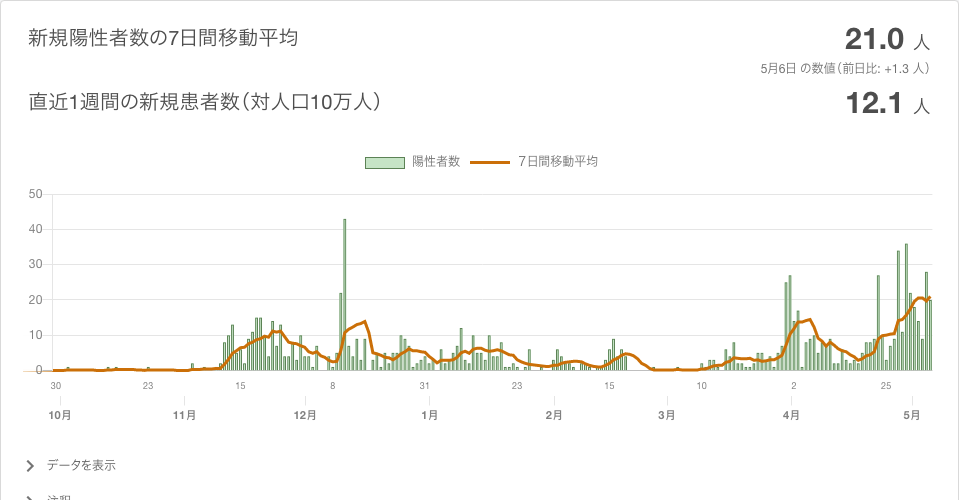 新規陽性者数の7日間移動平均
21.0 人
5月6日 の数値（前日比: +1.3 人）
直近1週間の新規患者数（対人口10万人）
12.1 人
陽性者数 7日間移動平均
50
40
30
20
10
0
30 23 15 8 31 23 15 10 2 25
10月 11月 12月 1月 2月 3月 4月 5月
データを表示
注釈